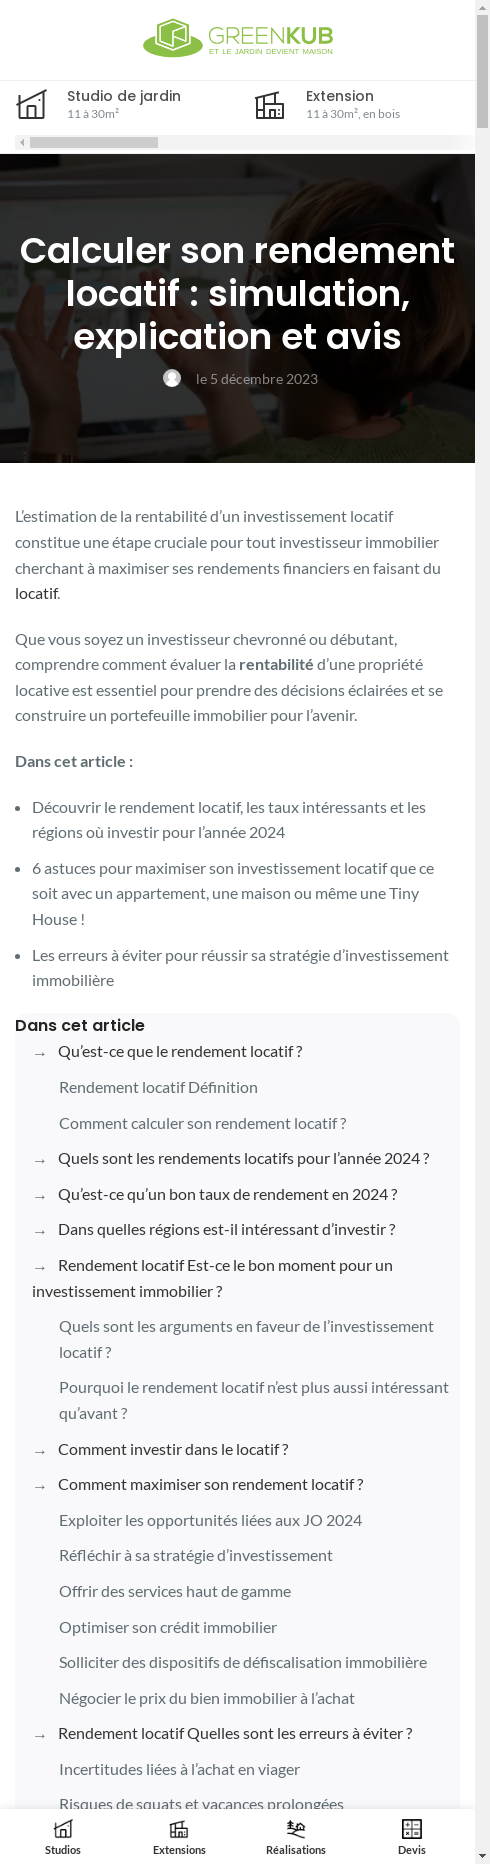 GREENKUB
ET LE JARDIN DEVIENT MAISON
Studio de jardin
11 à 30m²
Extension
11 à 30m², en bois
Calculer son rendement
locatif : simulation,
explication et avis
le 5 décembre 2023
L’estimation de la rentabilité d’un investissement locatif
constitue une étape cruciale pour tout investisseur immobilier
cherchant à maximiser ses rendements financiers en faisant du
locatif.
Que vous soyez un investisseur chevronné ou débutant,
comprendre comment évaluer la rentabilité d’une propriété
locative est essentiel pour prendre des décisions éclairées et se
construire un portefeuille immobilier pour l’avenir.
Dans cet article :
• Découvrir le rendement locatif, les taux intéressants et les
régions où investir pour l’année 2024
• 6 astuces pour maximiser son investissement locatif que ce
soit avec un appartement, une maison ou même une Tiny
House !
• Les erreurs à éviter pour réussir sa stratégie d’investissement
immobilière
Dans cet article
→ Qu’est-ce que le rendement locatif ?
Rendement locatif Définition
Comment calculer son rendement locatif ?
→ Quels sont les rendements locatifs pour l’année 2024 ?
→ Qu’est-ce qu’un bon taux de rendement en 2024 ?
→ Dans quelles régions est-il intéressant d’investir ?
→ Rendement locatif Est-ce le bon moment pour un
investissement immobilier ?
Quels sont les arguments en faveur de l’investissement
locatif ?
Pourquoi le rendement locatif n’est plus aussi intéressant
qu’avant ?
→ Comment investir dans le locatif ?
→ Comment maximiser son rendement locatif ?
Exploiter les opportunités liées aux JO 2024
Réfléchir à sa stratégie d’investissement
Offrir des services haut de gamme
Optimiser son crédit immobilier
Solliciter des dispositifs de défiscalisation immobilière
Négocier le prix du bien immobilier à l’achat
→ Rendement locatif Quelles sont les erreurs à éviter ?
Incertitudes liées à l’achat en viager
Risques de squats et vacances prolongées
Studios
Extensions
Réalisations
Devis